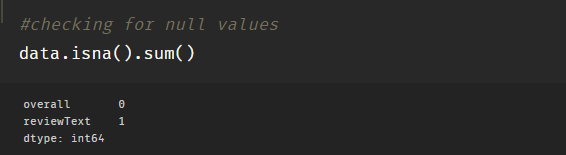 #checking for null values
data.isna().sum()
overall       0
reviewText    1
dtype: int64